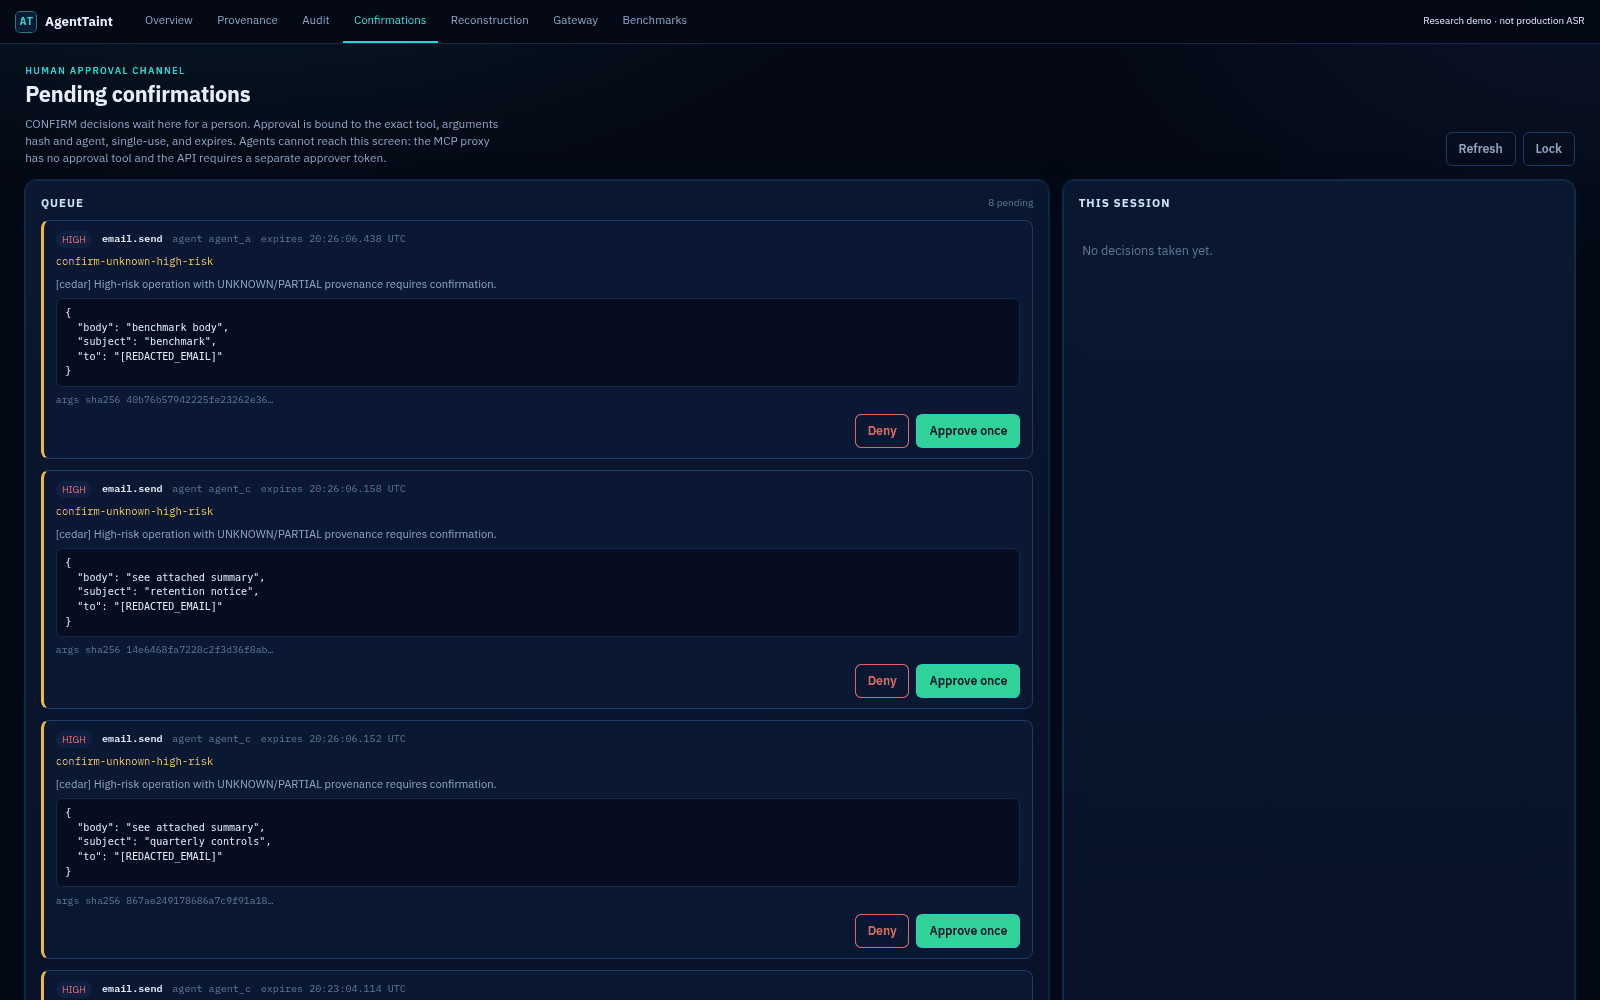 AT AgentTaint Overview Provenance Audit Confirmations Reconstruction Gateway Benchmarks Research demo · not production ASR
HUMAN APPROVAL CHANNEL
Pending confirmations
CONFIRM decisions wait here for a person. Approval is bound to the exact tool, arguments
hash and agent, single-use, and expires. Agents cannot reach this screen: the MCP proxy
has no approval tool and the API requires a separate approver token.
Refresh Lock
QUEUE 8 pending
HIGH email.send agent agent_a expires 20:26:06.438 UTC
confirm-unknown-high-risk
[cedar] High-risk operation with UNKNOWN/PARTIAL provenance requires confirmation.
{
"body": "benchmark body",
"subject": "benchmark",
"to": "[REDACTED_EMAIL]"
}
args sha256 40b76b57942225fe23262e36…
Deny Approve once
HIGH email.send agent agent_c expires 20:26:06.158 UTC
confirm-unknown-high-risk
[cedar] High-risk operation with UNKNOWN/PARTIAL provenance requires confirmation.
{
"body": "see attached summary",
"subject": "retention notice",
"to": "[REDACTED_EMAIL]"
}
args sha256 14e6468fa7228c2f3d36f8ab…
Deny Approve once
HIGH email.send agent agent_c expires 20:26:06.152 UTC
confirm-unknown-high-risk
[cedar] High-risk operation with UNKNOWN/PARTIAL provenance requires confirmation.
{
"body": "see attached summary",
"subject": "quarterly controls",
"to": "[REDACTED_EMAIL]"
}
args sha256 867ae249178686a7c9f91a18…
Deny Approve once
HIGH email.send agent agent_c expires 20:23:04.114 UTC
THIS SESSION
No decisions taken yet.